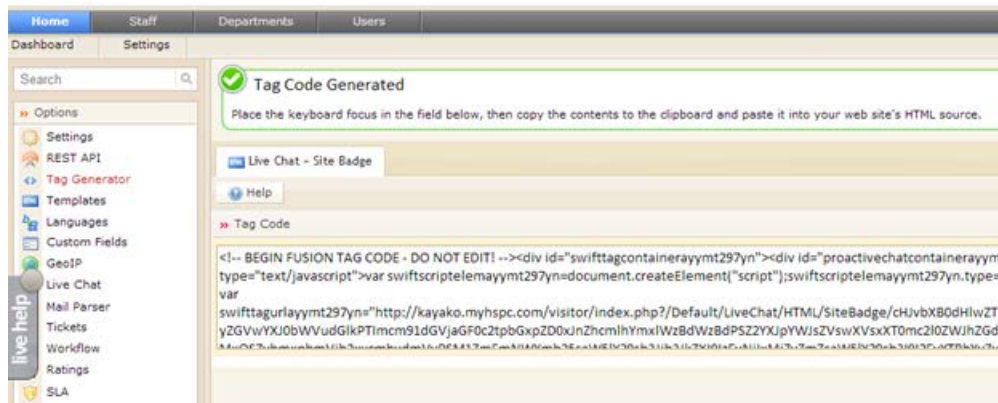 Home Staff Departments Users
Dashboard Settings
Search
Tag Code Generated
Place the keyboard focus in the field below, then copy the contents to the clipboard and paste it into your web site's HTML source.
» Options
Settings
REST API
Tag Generator
Templates
Languages
Custom Fields
GeoIP
Live Chat
Mail Parser
Tickets
Workflow
Ratings
SLA
live help
Live Chat - Site Badge
Help
» Tag Code
<!-- BEGIN FUSION TAG CODE - DO NOT EDIT! --><div id="swifttagcontainerayymt297yn"><div id="proactivechatcontainerayym
type="text/javascript">var swiftscriptelemayymt297yn=document.createElement("script");swiftscriptelemayymt297yn.type=
var
swifttagurlayymt297yn="http://kayako.myhspc.com/visitor/index.php?/Default/LiveChat/HTML/SiteBadge/